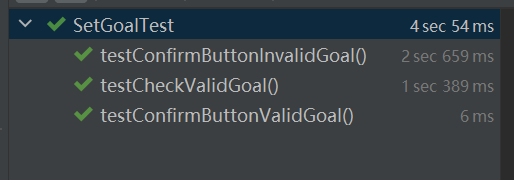 SetGoalTest 4 sec 54 ms
testConfirmButtonInvalidGoal() 2 sec 659 ms
testCheckValidGoal() 1 sec 389 ms
testConfirmButtonValidGoal() 6 ms